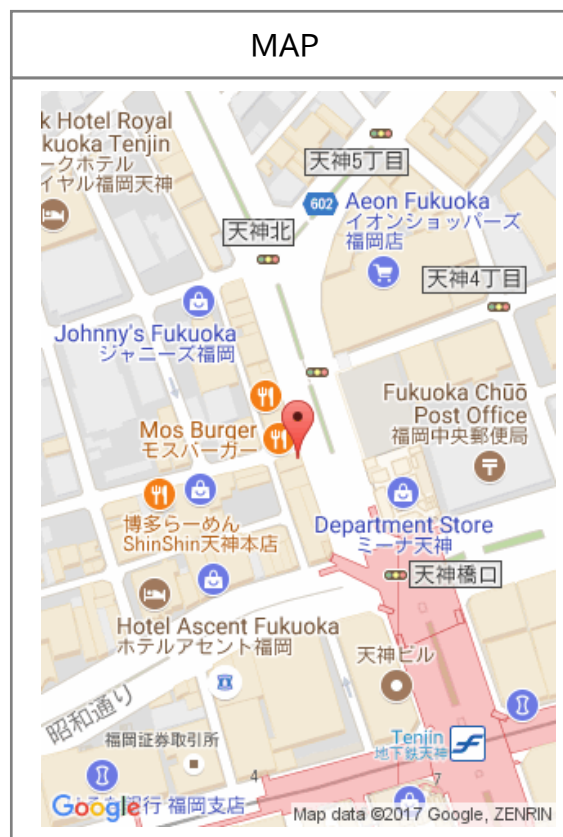 MAP
k Hotel Royal
kuoka Tenjin
ークホテル
イヤル福岡天神
天神5丁目
602
Aeon Fukuoka
イオンショッパーズ
福岡店
天神北
天神4丁目
Johnny's Fukuoka
ジャニーズ福岡
Fukuoka Chūō
Post Office
福岡中央郵便局
Mos Burger
モスバーガー
博多らーめん
ShinShin天神本店
Department Store
ミーナ天神
天神橋口
Hotel Ascent Fukuoka
ホテルアセント福岡
天神ビル
昭和通り
福岡証券取引所
Tenjin
地下鉄天神
4
7
銀行 福岡支店
Google
Map data ©2017 Google, ZENRIN